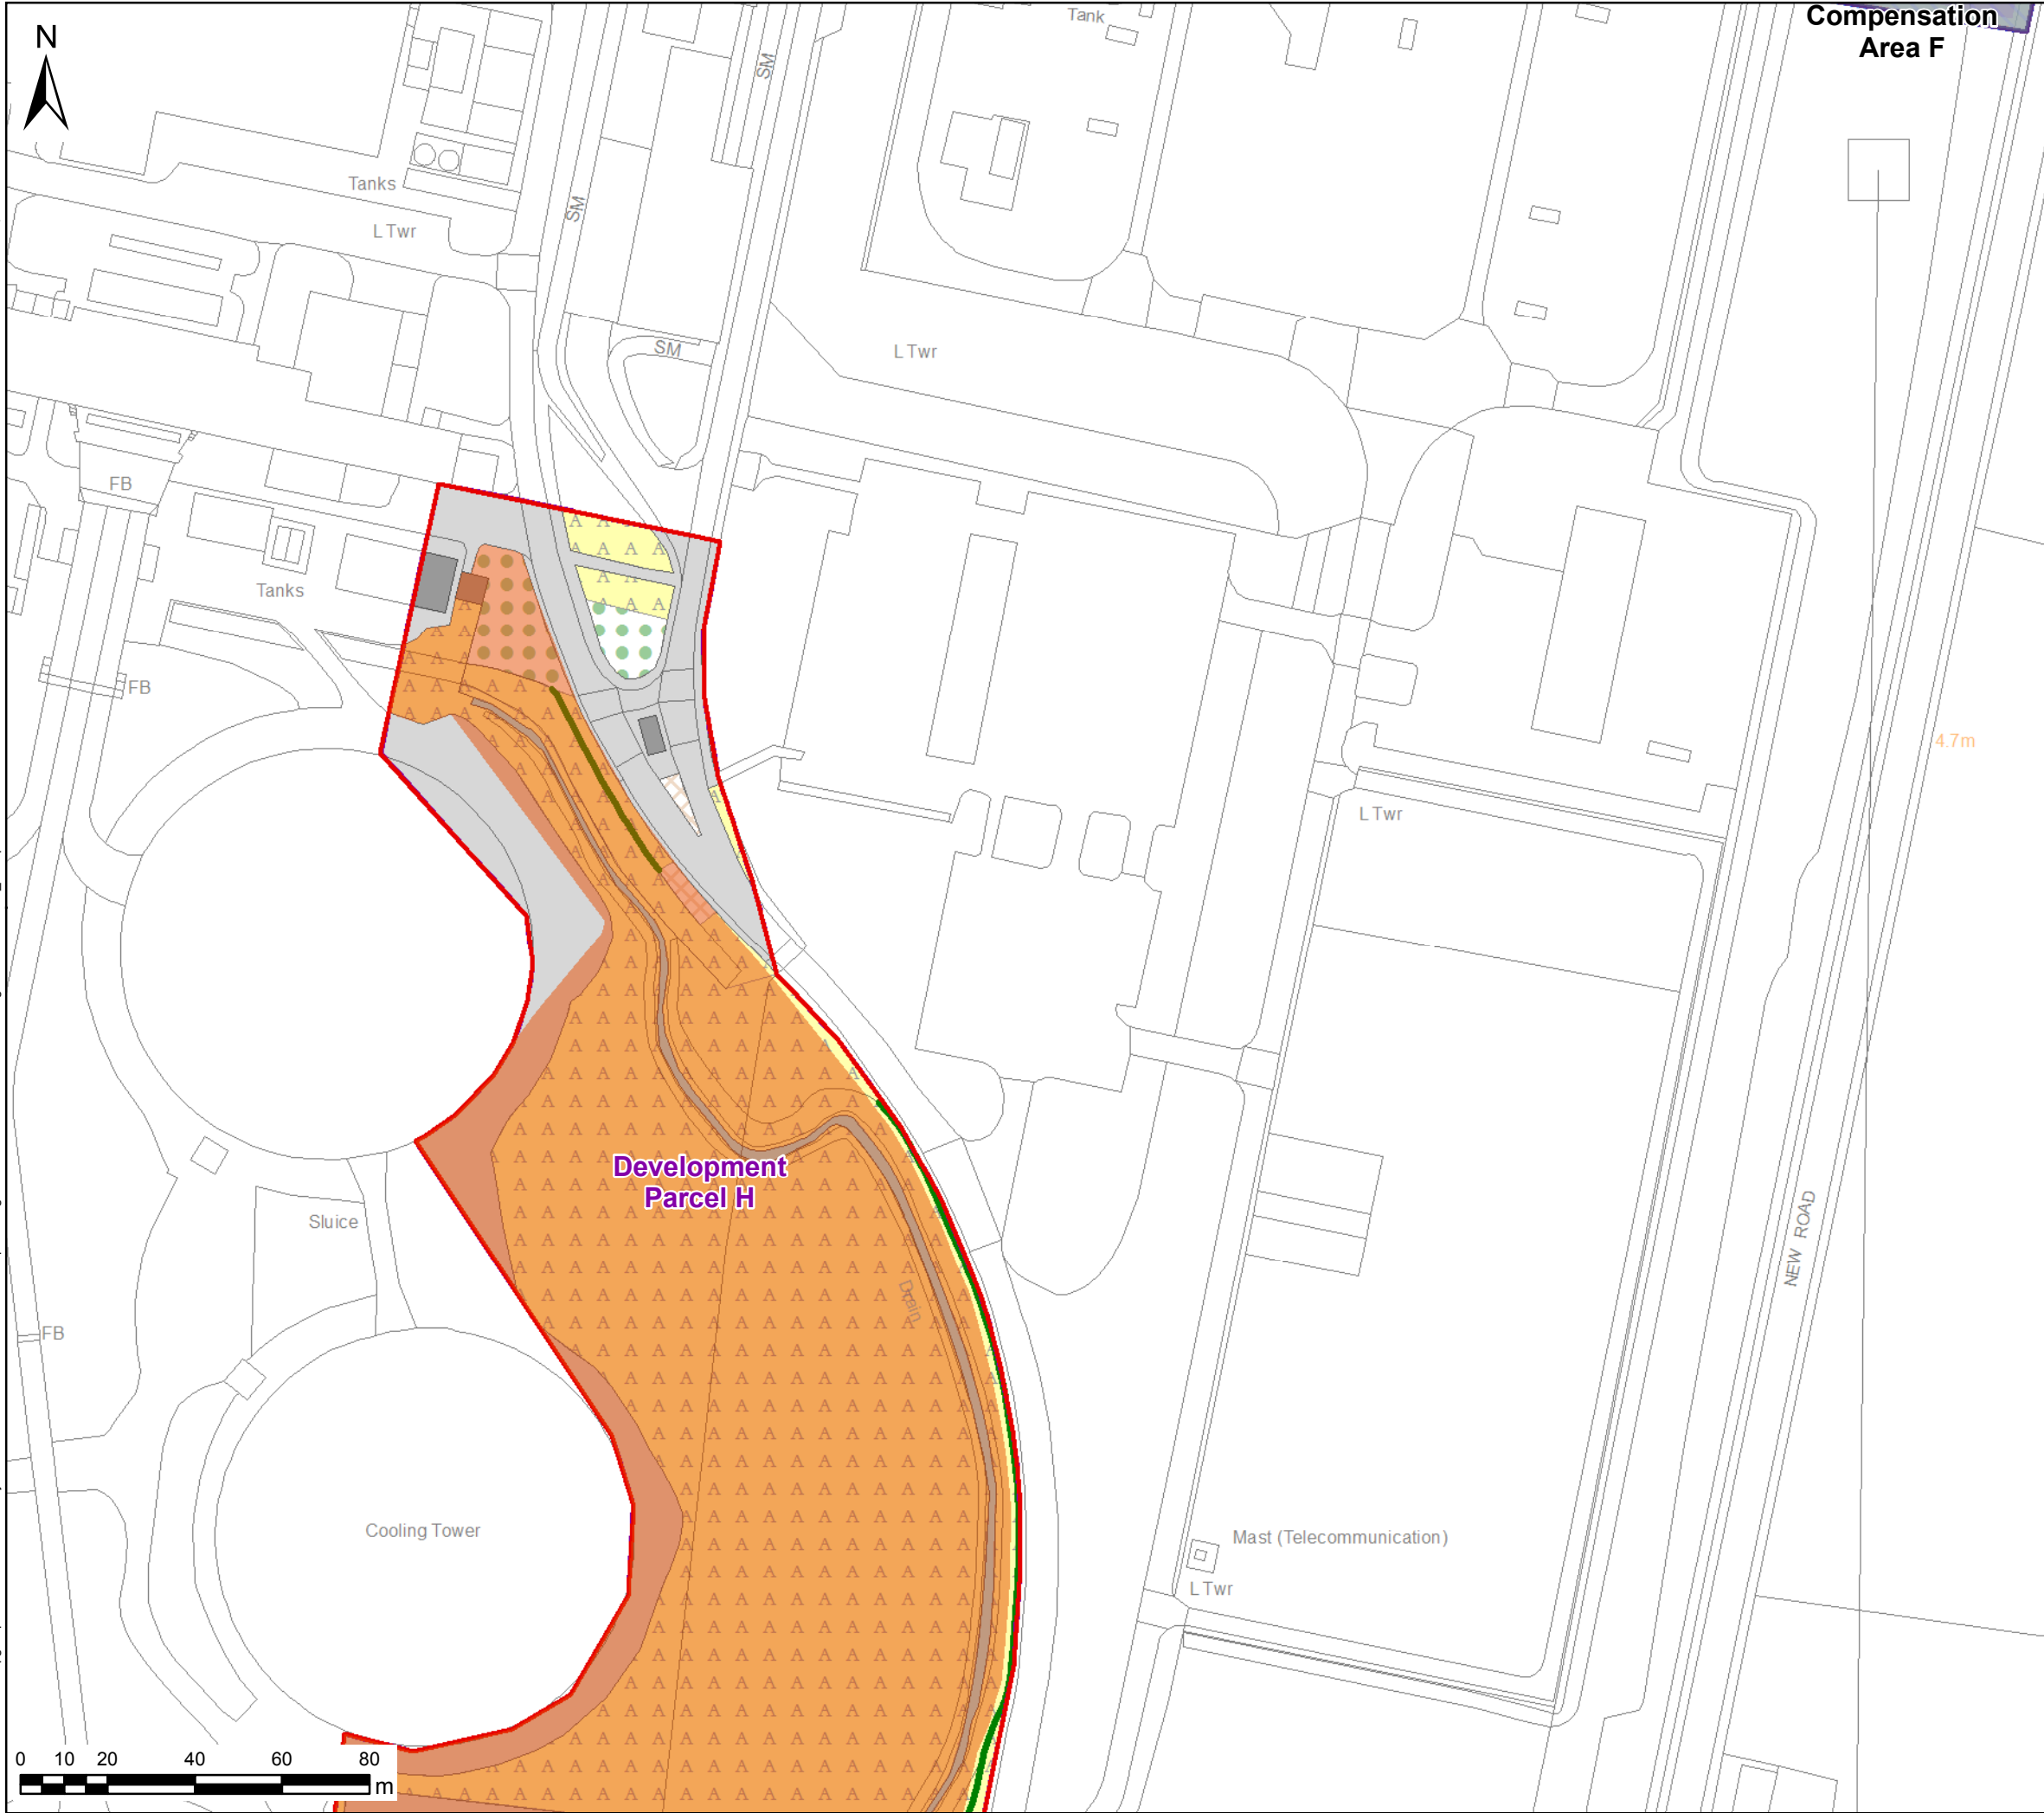 Tank
Compensation
Area F
N
SM
Tanks
SM
L Twr
SM
L Twr
FB
Tanks
FB
4.7m
L Twr
Development
Parcel H
Sluice
NEW ROAD
Drain
FB
Cooling Tower
Mast (Telecommunication)
L Twr
0 10 20 40 60 80
m